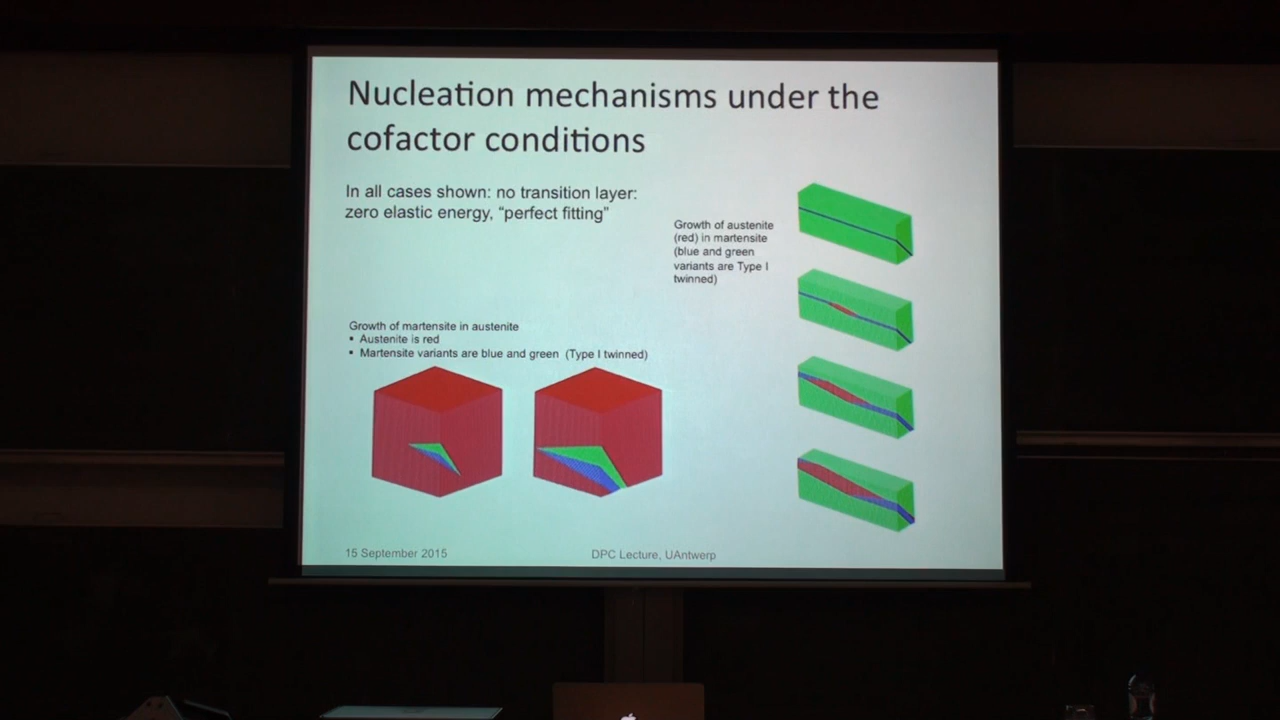 Nucleation mechanisms under the
cofactor conditions
In all cases shown: no transition layer:
zero elastic energy, “perfect fitting”
Growth of austenite
(red) in martensite
(blue and green
variants are Type I
twinned)
Growth of martensite in austenite
▪ Austenite is red
▪ Martensite variants are blue and green (Type I twinned)
15 September 2015
DPC Lecture, UAntwerp